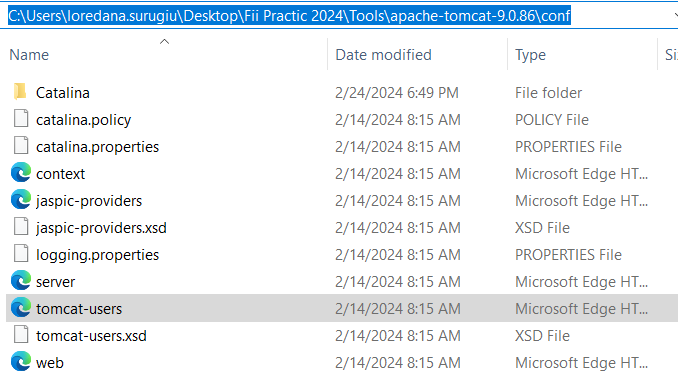 C:\Users\loredana.surugiu\Desktop\Fii Practic 2024\Tools\apache-tomcat-9.0.86\conf
Name Date modified Type Si
Catalina 2/24/2024 6:49 PM File folder
catalina.policy 2/14/2024 8:15 AM POLICY File
catalina.properties 2/14/2024 8:15 AM PROPERTIES File
context 2/14/2024 8:15 AM Microsoft Edge HT...
jaspic-providers 2/14/2024 8:15 AM Microsoft Edge HT...
jaspic-providers.xsd 2/14/2024 8:15 AM XSD File
logging.properties 2/14/2024 8:15 AM PROPERTIES File
server 2/14/2024 8:15 AM Microsoft Edge HT...
tomcat-users 2/14/2024 8:15 AM Microsoft Edge HT...
tomcat-users.xsd 2/14/2024 8:15 AM XSD File
web 2/14/2024 8:15 AM Microsoft Edge HT...